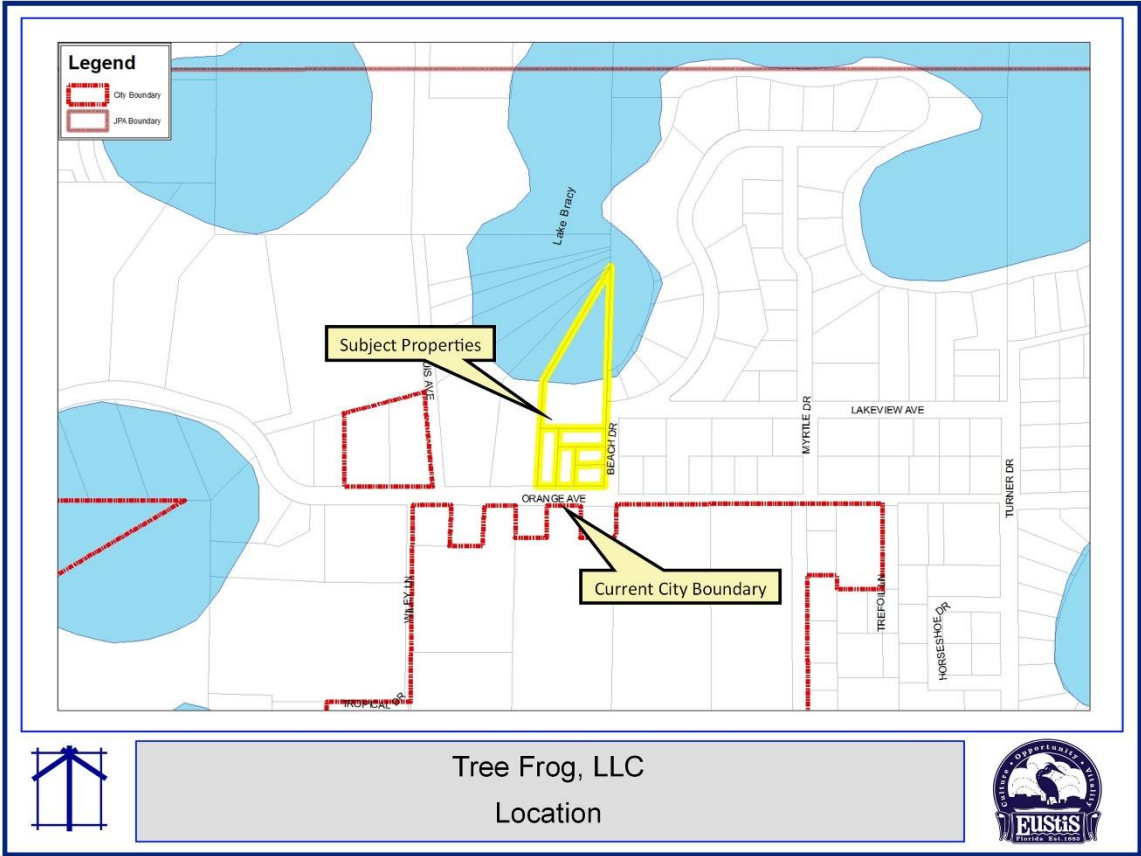 Legend
City Boundary
JPA Boundary
Lake Bracy
Subject Properties
UIS AVE
LAKEVIEW AVE
MYRTLE DR
BEACH DR
TURNER DR
ORANGE AVE
Current City Boundary
WILEY LN
TREFOIL LN
HORSESHOE DR
TROPICAL DR
Tree Frog, LLC
Location
Culture • Opportunity • Vitality
EUSTIS
Florida Est. 1883